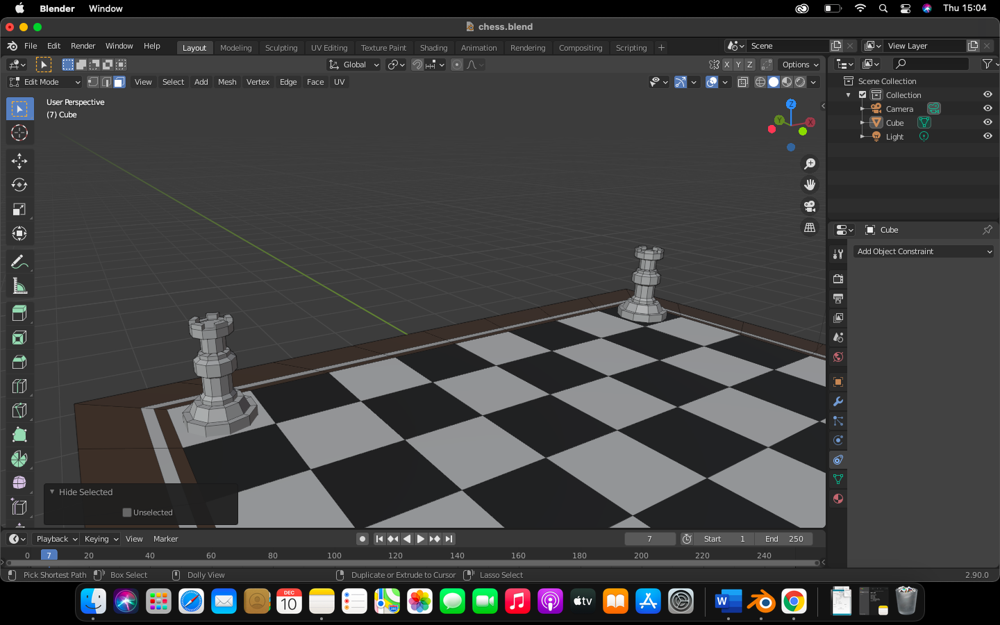 Blender Window Thu 15:04
chess.blend
File Edit Render Window Help Layout Modeling Sculpting UV Editing Texture Paint Shading Animation Rendering Compositing Scripting + Scene View Layer
Global X Y Z Options
Edit Mode View Select Add Mesh Vertex Edge Face UV
Scene Collection
Collection
Camera
Cube
Light
User Perspective
(7) Cube
Z
Y
X
Cube
Add Object Constraint
Hide Selected
Unselected
Playback Keying View Marker 7 Start 1 End 250
0 7 20 40 60 80 100 120 140 160 180 200 220 240
Pick Shortest Path Box Select Dolly View Duplicate or Extrude to Cursor Lasso Select 2.90.0
DEC
10
tv
W